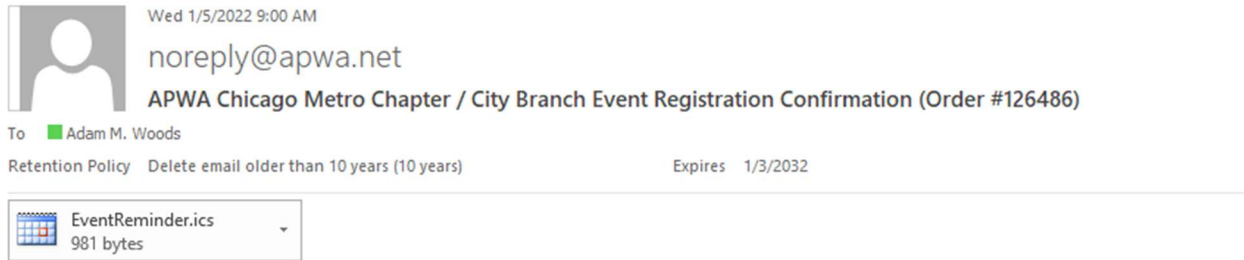 Wed 1/5/2022 9:00 AM
noreply@apwa.net
APWA Chicago Metro Chapter / City Branch Event Registration Confirmation (Order #126486)
To Adam M. Woods
Retention Policy Delete email older than 10 years (10 years) Expires 1/3/2032
EventReminder.ics
981 bytes